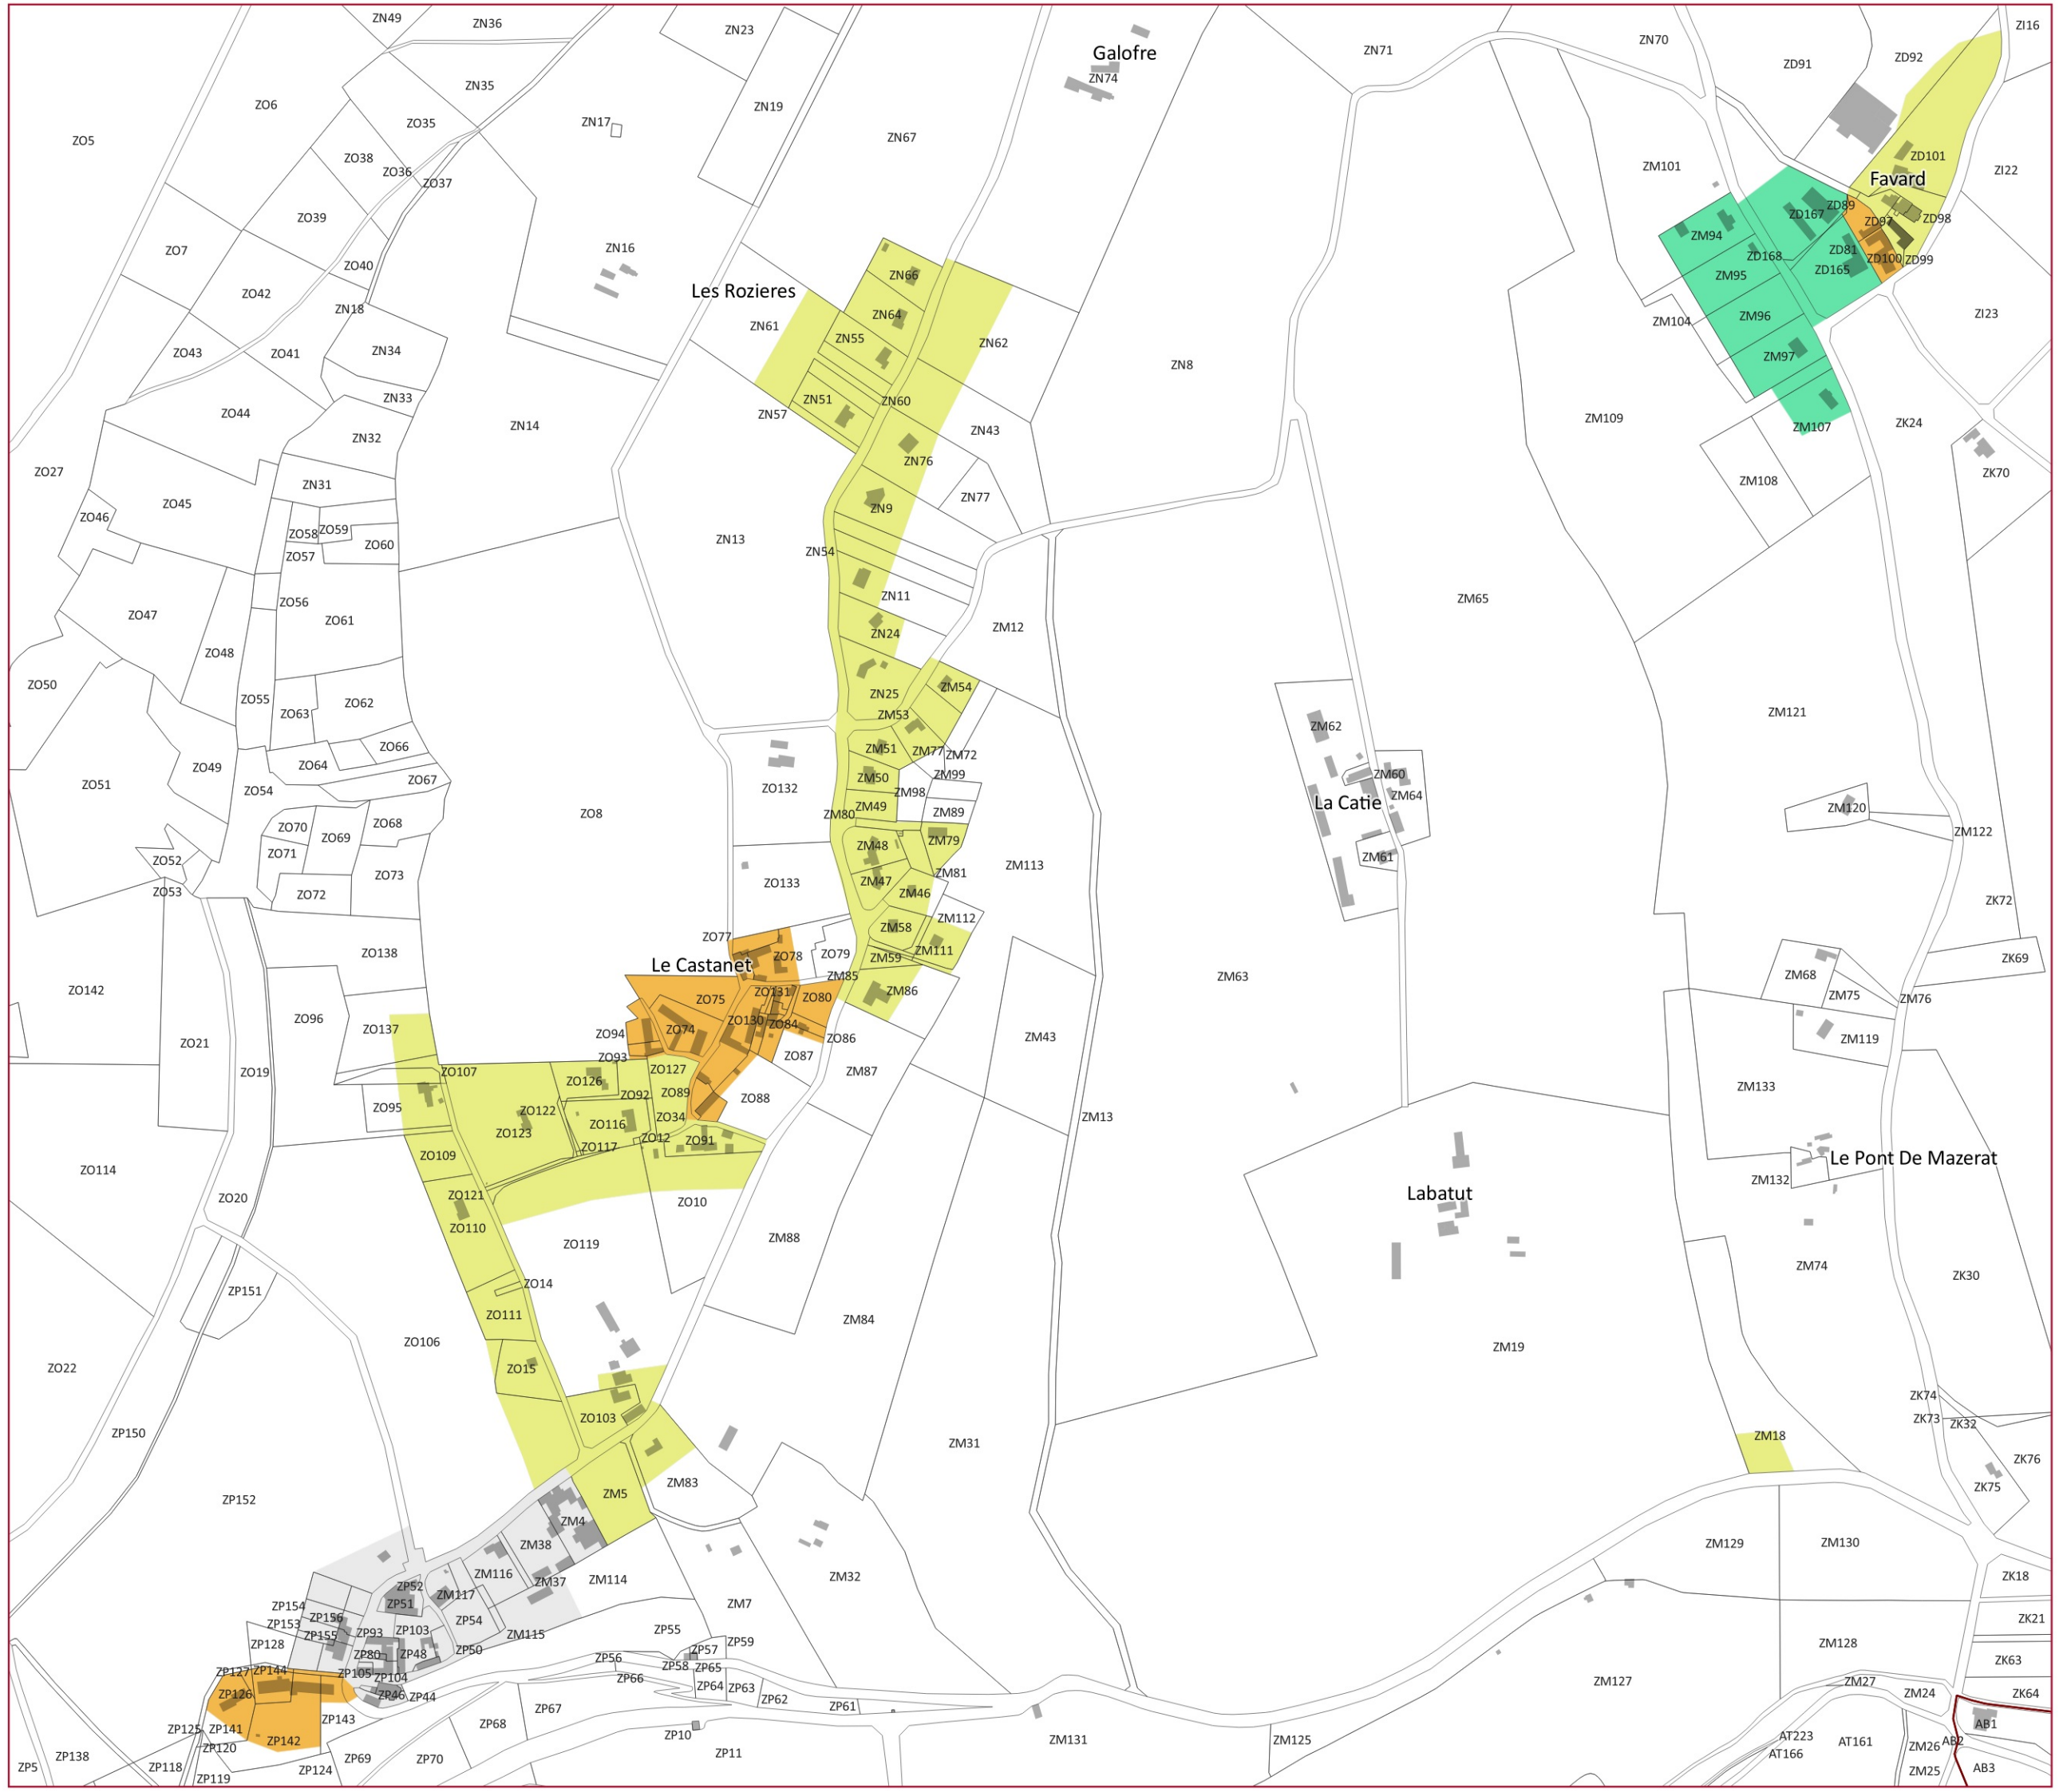 ZN49
ZN36
ZN23
Galofre
ZN71
ZN70
ZD91
ZD92
ZI16
ZO5
ZO6
ZN35
ZO35
ZN17
ZN19
ZN74
ZN67
ZM101
ZD101
ZI22
ZO38
ZO36
ZO37
Favard
ZO7
ZO39
ZN16
ZM94
ZD167
ZD89
ZD97
ZD98
ZO40
ZD168
ZD81
ZD100
ZD99
ZO42
ZN18
Les Rozieres
ZN66
ZM95
ZD165
ZN61
ZN64
ZN62
ZM104
ZM96
ZI23
ZO43
ZO41
ZN34
ZN55
ZN8
ZM97
ZN33
ZN51
ZN60
ZO44
ZN14
ZN57
ZN43
ZM109
ZM107
ZK24
ZN32
ZO27
ZN76
ZK70
ZN31
ZN77
ZM108
ZO45
ZN9
ZO46
ZO58
ZO59
ZN13
ZN54
ZO57
ZO60
ZO47
ZO56
ZO61
ZN11
ZM65
ZM12
ZO48
ZN24
ZO50
ZO55
ZO63
ZO62
ZN25
ZM54
ZM121
ZM53
ZM62
ZO49
ZO64
ZO66
ZM51
ZM77
ZM72
ZO51
ZO54
ZO67
ZO132
ZM50
ZM99
ZM60
ZM98
ZM64
La Catie
ZO8
ZM80
ZM49
ZM89
ZM120
ZM122
ZO70
ZO69
ZO68
ZO71
ZM48
ZM79
ZO52
ZO53
ZO72
ZO73
ZO133
ZM47
ZM46
ZM81
ZM113
ZM61
ZK72
ZM58
ZM112
ZO77
ZO138
ZO78
ZO79
ZM59
ZM111
ZK69
Le Castanet
ZM85
ZM63
ZM68
ZO142
ZO75
ZO131
ZO80
ZM86
ZM75
ZM76
ZO96
ZO137
ZO94
ZO74
ZO130
ZO84
ZO86
ZM43
ZM119
ZO21
ZO93
ZO87
ZO19
ZO107
ZO126
ZO127
ZM87
ZM133
ZO95
ZO122
ZO92
ZO89
ZO88
ZO123
ZO116
ZO34
ZM13
ZO117
ZO12
ZO91
ZO109
ZO114
Le Pont De Mazerat
ZM132
ZO20
ZO121
ZO110
ZO10
Labatut
ZO119
ZM88
ZM74
ZK30
ZP151
ZO14
ZO111
ZM84
ZO106
ZM19
ZO22
ZO15
ZK74
ZO103
ZK73
ZK32
ZP150
ZM31
ZM18
ZK76
ZP152
ZM5
ZM83
ZK75
ZM4
ZM38
ZM129
ZM130
ZM116
ZM37
ZM114
ZM32
ZK18
ZP52
ZP51
ZM117
ZP154
ZP153
ZP156
ZP155
ZP93
ZP103
ZP54
ZM115
ZP55
ZM7
ZK21
ZP128
ZP80
ZP48
ZP50
ZP57
ZP59
ZM128
ZP56
ZP58
ZP65
ZK63
ZP127
ZP144
ZP105
ZP104
ZP66
ZP64
ZP63
ZM127
ZM27
ZM24
ZK64
ZP126
ZP46
ZP44
ZP62
ZP61
ZP125
ZP141
ZP143
ZP68
ZP67
ZP10
ZM131
ZM125
AT223
AT161
AB1
ZP5
ZP138
ZP118
ZP120
ZP142
ZP69
ZP70
ZP11
AT166
ZM26
AB2
ZP119
ZP124
ZM25
AB3